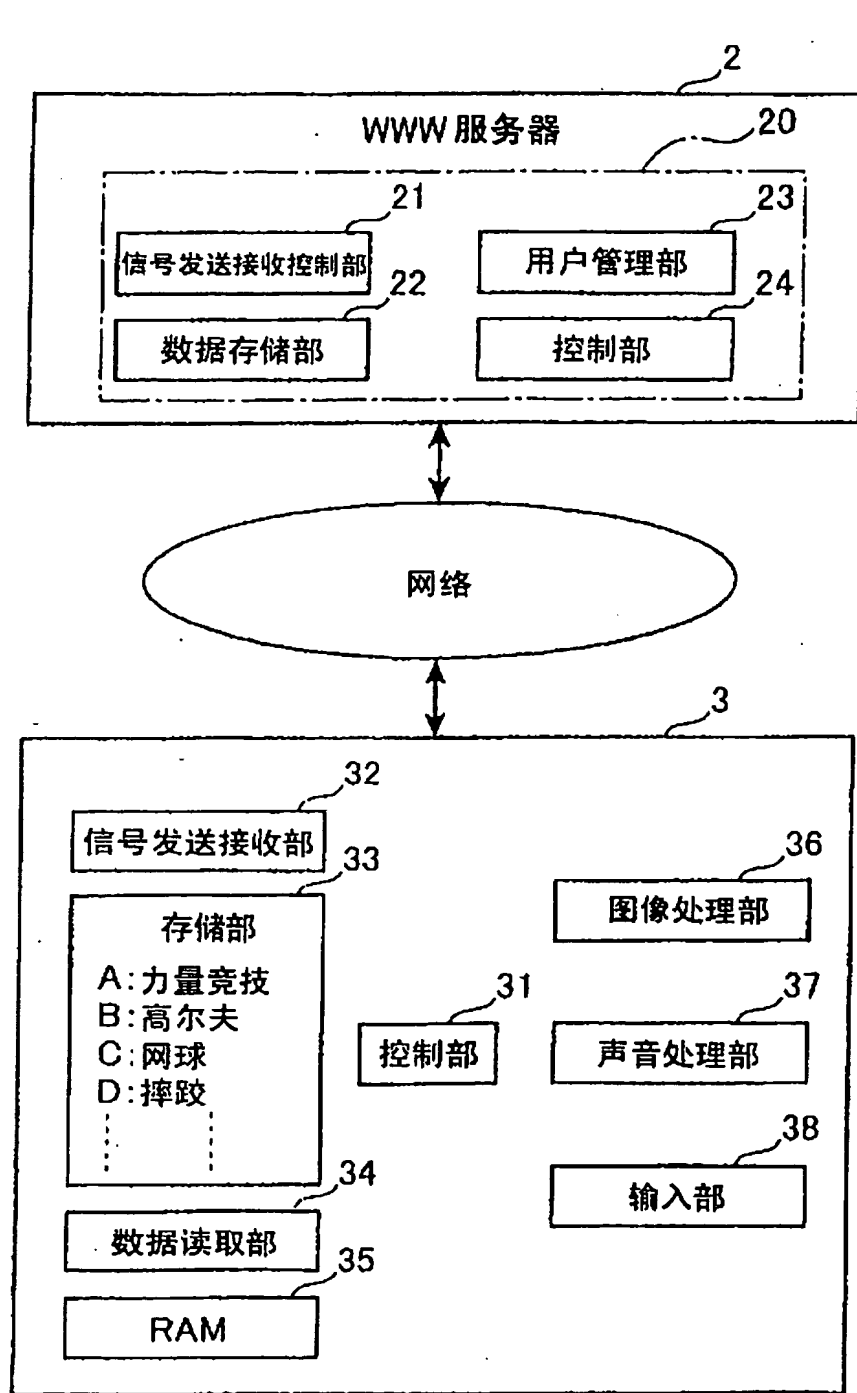 2
WWW 服务器
20
21
信号发送接收控制部
23
用户管理部
22
数据存储部
24
控制部
网络
3
32
信号发送接收部
33
存储部
A:力量竞技
B:高尔夫
C:网球
D:摔跤
34
数据读取部
35
RAM
31
控制部
36
图像处理部
37
声音处理部
38
输入部